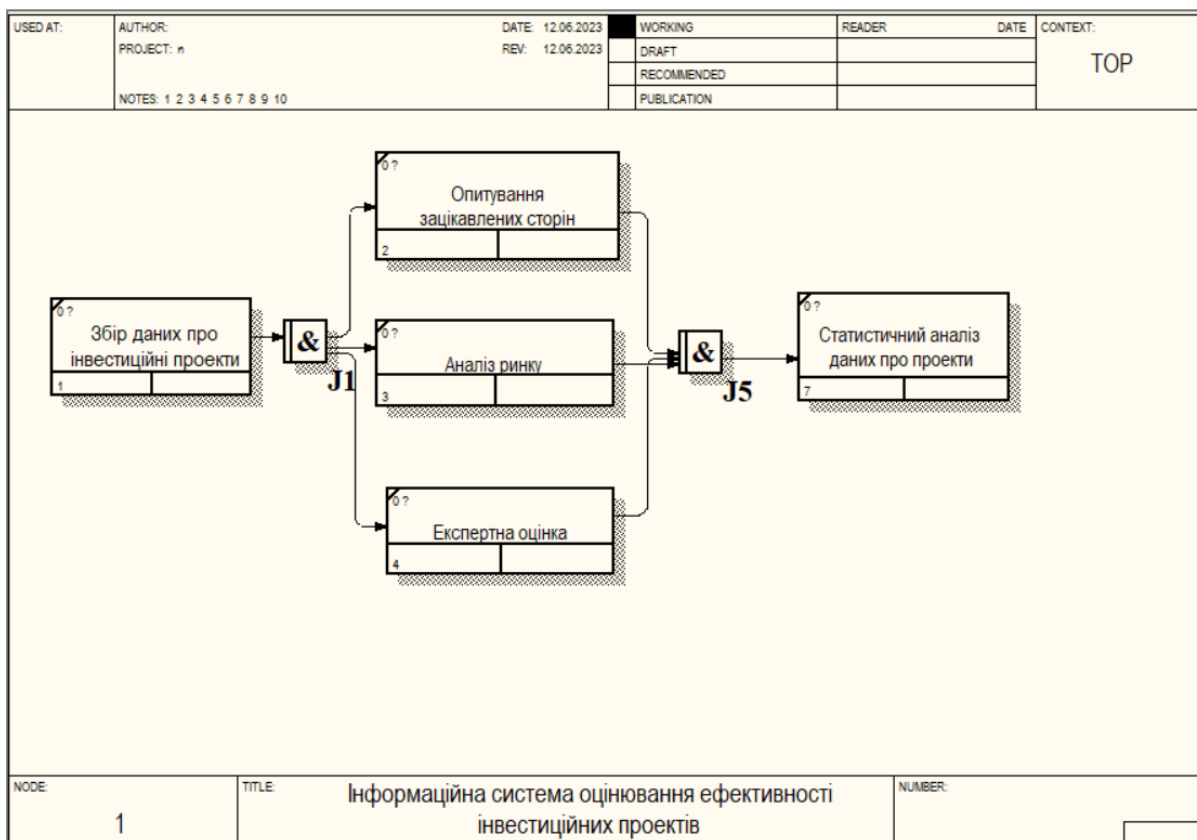 USED AT:
AUTHOR:
DATE: 12.06.2023
PROJECT: n
REV: 12.06.2023
NOTES: 1 2 3 4 5 6 7 8 9 10
WORKING
DRAFT
RECOMMENDED
PUBLICATION
READER
DATE
CONTEXT:
TOP
0 ?
Опитування
зацікавлених сторін
2
0 ?
Збір даних про
інвестиційні проекти
1
&
J1
0 ?
Аналіз ринку
3
&
J5
0 ?
Статистичний аналіз
даних про проекти
7
0 ?
Експертна оцінка
4
NODE:
1
TITLE:
Інформаційна система оцінювання ефективності
інвестиційних проектів
NUMBER: